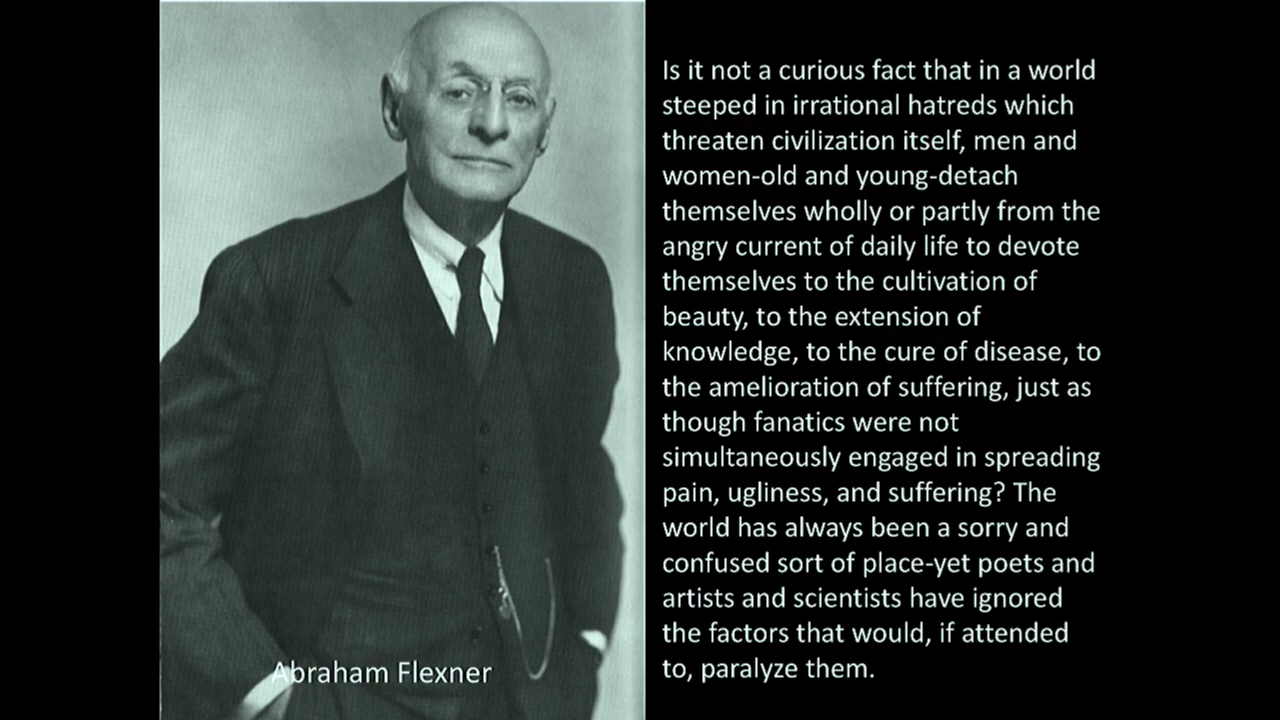 Is it not a curious fact that in a world
steeped in irrational hatreds which
threaten civilization itself, men and
women-old and young-detach
themselves wholly or partly from the
angry current of daily life to devote
themselves to the cultivation of
beauty, to the extension of
knowledge, to the cure of disease, to
the amelioration of suffering, just as
though fanatics were not
simultaneously engaged in spreading
pain, ugliness, and suffering? The
world has always been a sorry and
confused sort of place-yet poets and
artists and scientists have ignored
the factors that would, if attended
to, paralyze them.
Abraham Flexner